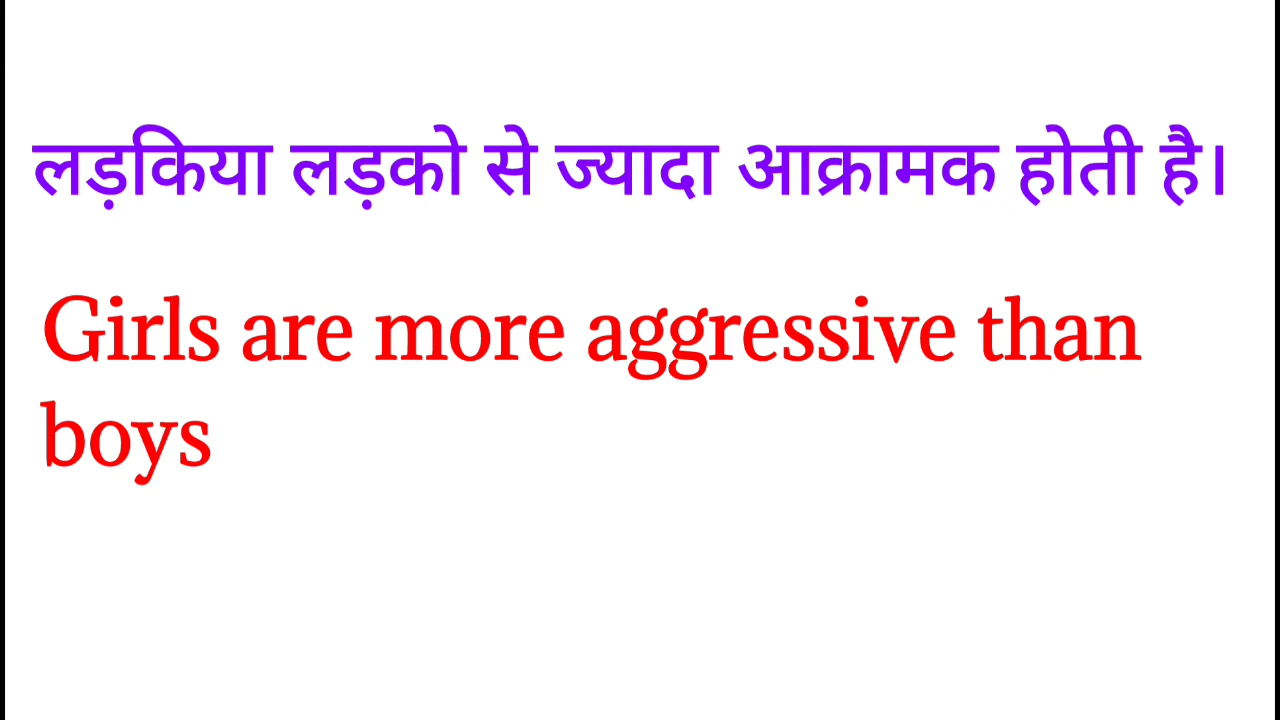 लड़किया लड़को से ज्यादा आक्रामक होती है।
Girls are more aggressive than
boys